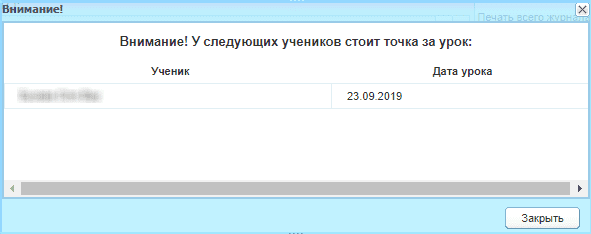 Внимание!
Печать всего журнала
Внимание! У следующих учеников стоит точка за урок:
Ученик Дата урока
23.09.2019
Закрыть